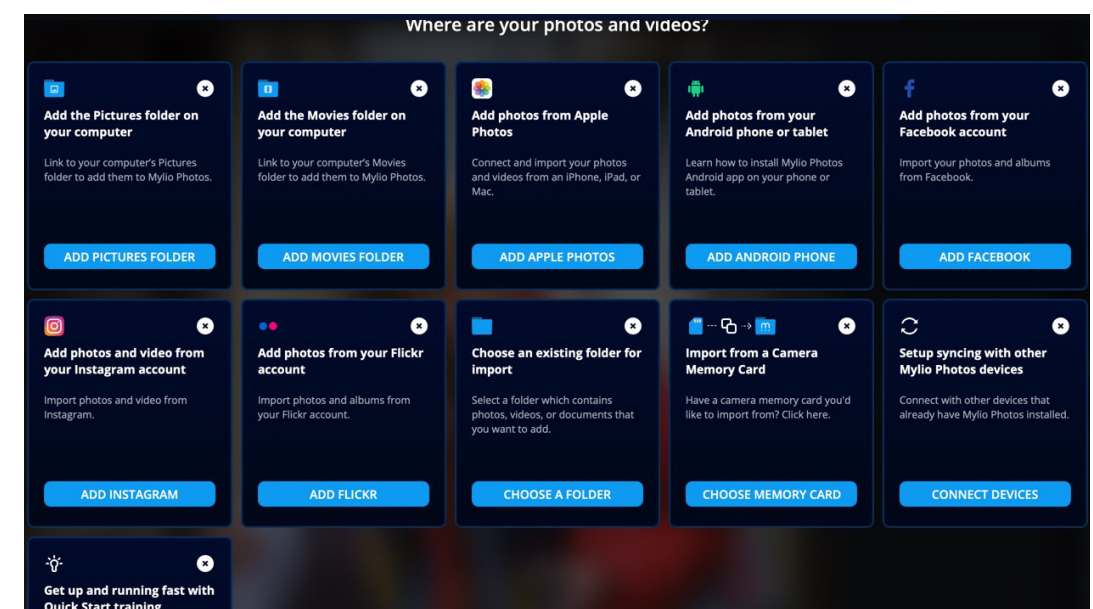 Where are your photos and videos?
Add the Pictures folder on
your computer
Link to your computer's Pictures
folder to add them to Mylio Photos.
ADD PICTURES FOLDER
Add the Movies folder on
your computer
Link to your computer's Movies
folder to add them to Mylio Photos.
ADD MOVIES FOLDER
Add photos from Apple
Photos
Connect and import your photos
and videos from an iPhone, iPad, or
Mac.
ADD APPLE PHOTOS
Add photos from your
Android phone or tablet
Learn how to install Mylio Photos
Android app on your phone or
tablet.
ADD ANDROID PHONE
Add photos from your
Facebook account
Import your photos and albums
from Facebook.
ADD FACEBOOK
Add photos and video from
your Instagram account
Import photos and video from
Instagram.
ADD INSTAGRAM
Add photos from your Flickr
account
Import photos and albums from
your Flickr account.
ADD FLICKR
Choose an existing folder for
import
Select a folder which contains
photos, videos, or documents that
you want to add.
CHOOSE A FOLDER
Import from a Camera
Memory Card
Have a camera memory card you'd
like to import from? Click here.
CHOOSE MEMORY CARD
Setup syncing with other
Mylio Photos devices
Connect with other devices that
already have Mylio Photos installed.
CONNECT DEVICES
Get up and running fast with
Quick Start training